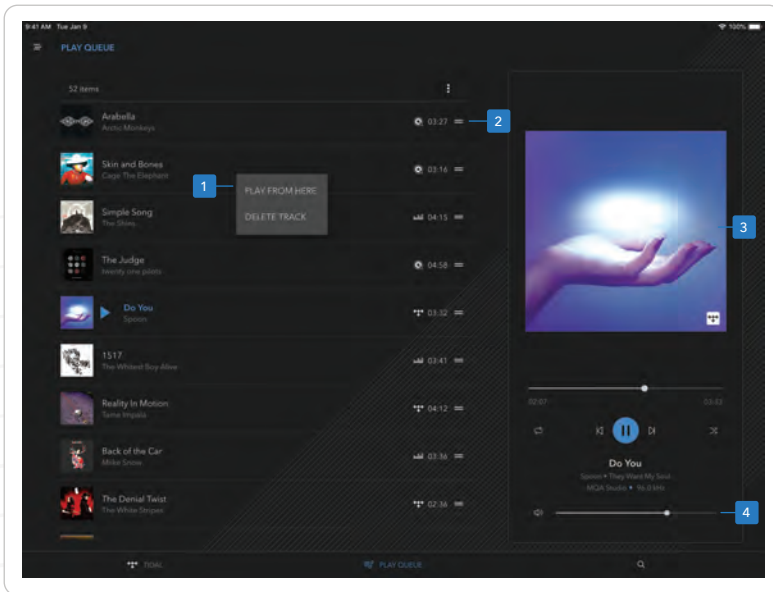 9:41 AM Tue Jan 9
100%
PLAY QUEUE
52 items
Arabella
Arctic Monkeys
03:27
2
Skin and Bones
Cage The Elephant
03:16
1
PLAY FROM HERE
DELETE TRACK
Simple Song
The Shins
04:15
3
The Judge
twenty one pilots
04:58
Do You
Spoon
03:32
1517
The Whitest Boy Alive
03:41
Reality In Motion
Tame Impala
04:12
Back of the Car
Miike Snow
03:36
The Denial Twist
The White Stripes
02:36
02:07
Do You
Spoon • They Want My Soul
MQA Studio • 96.0 kHz
4
TIDAL
PLAY QUEUE